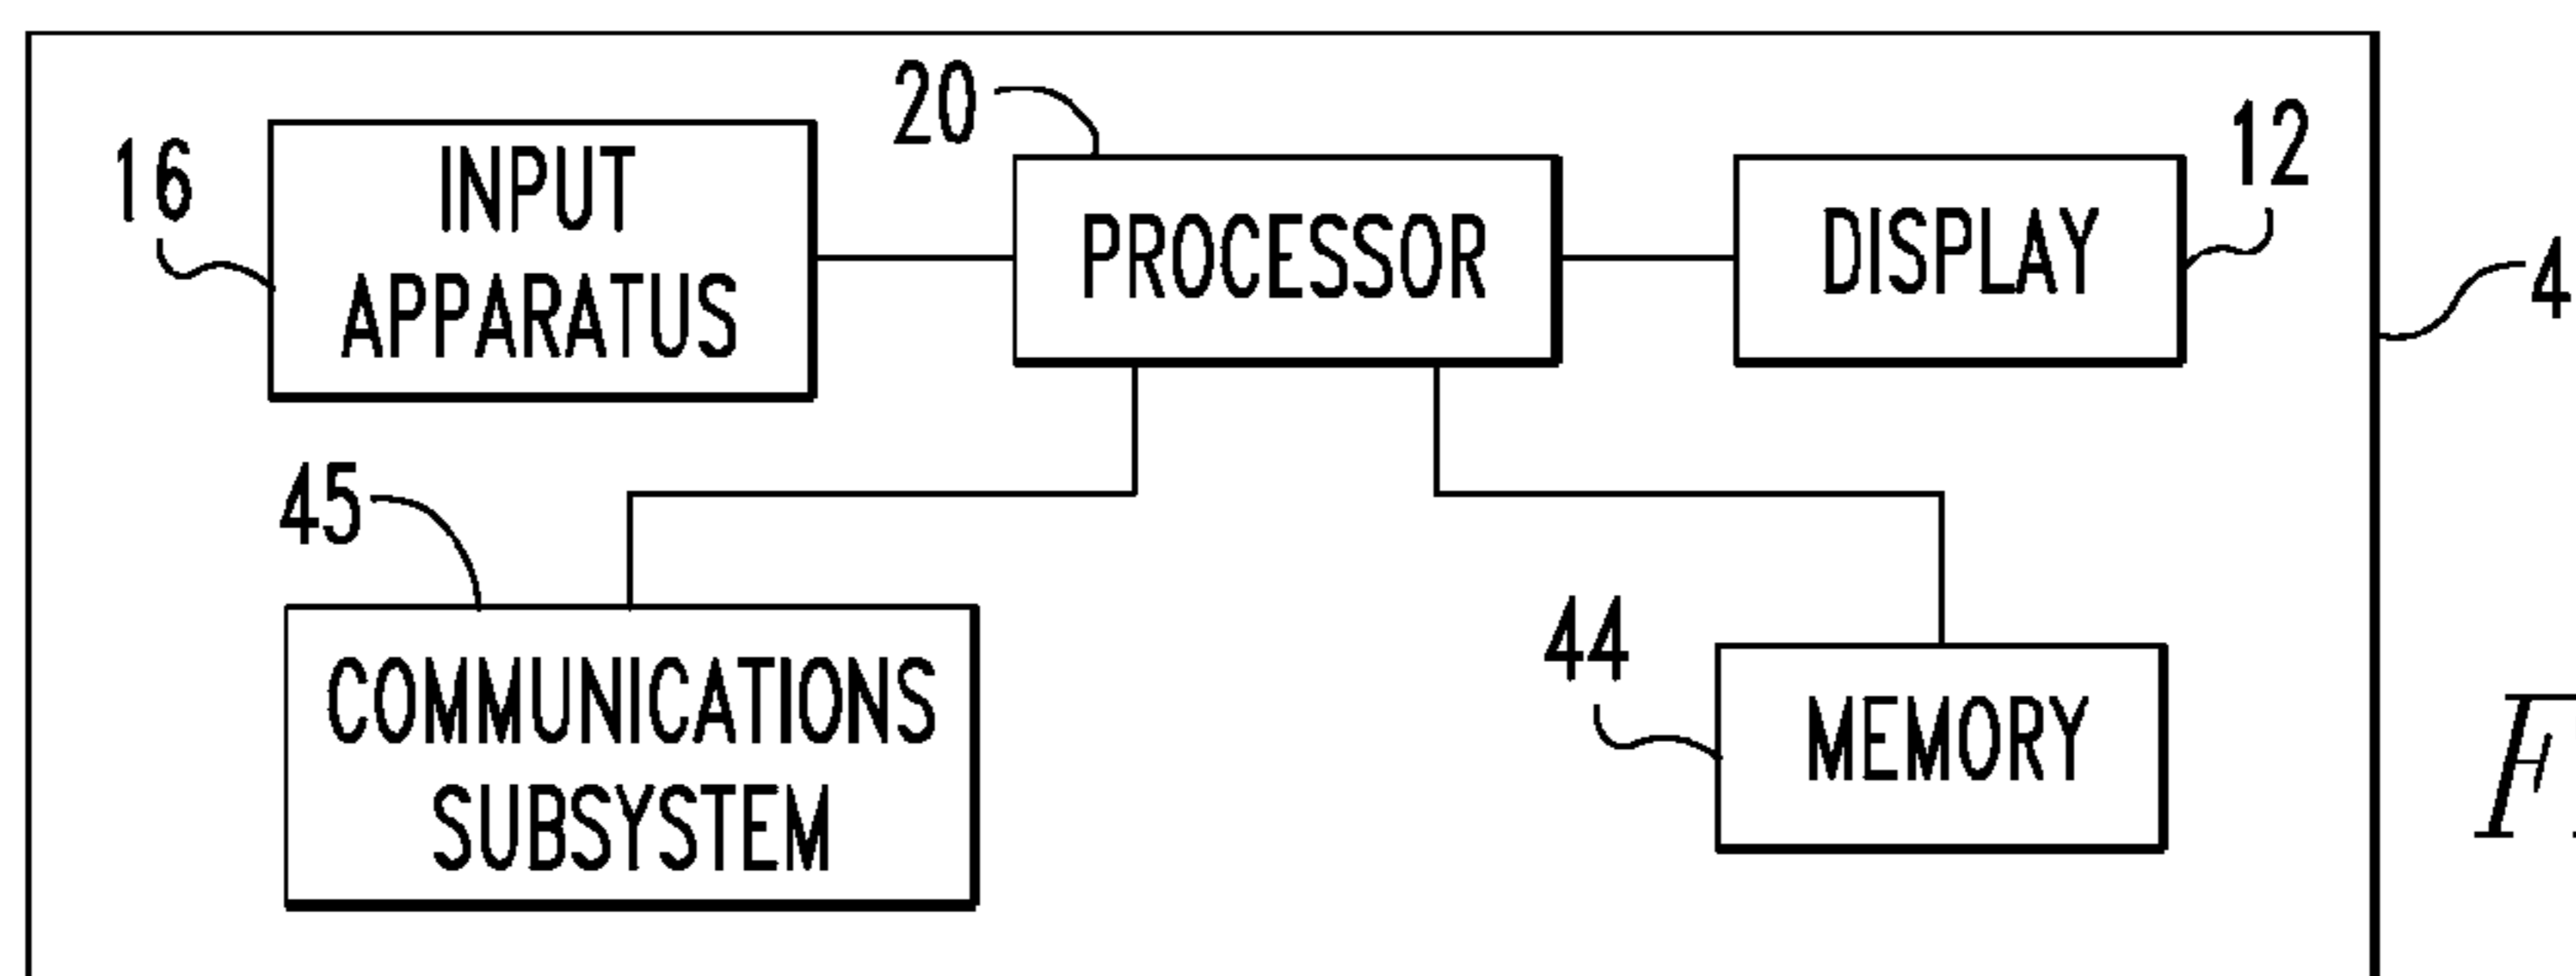 20
12
16
INPUT
APPARATUS
PROCESSOR
DISPLAY
4
45
44
COMMUNICATIONS
SUBSYSTEM
MEMORY
F